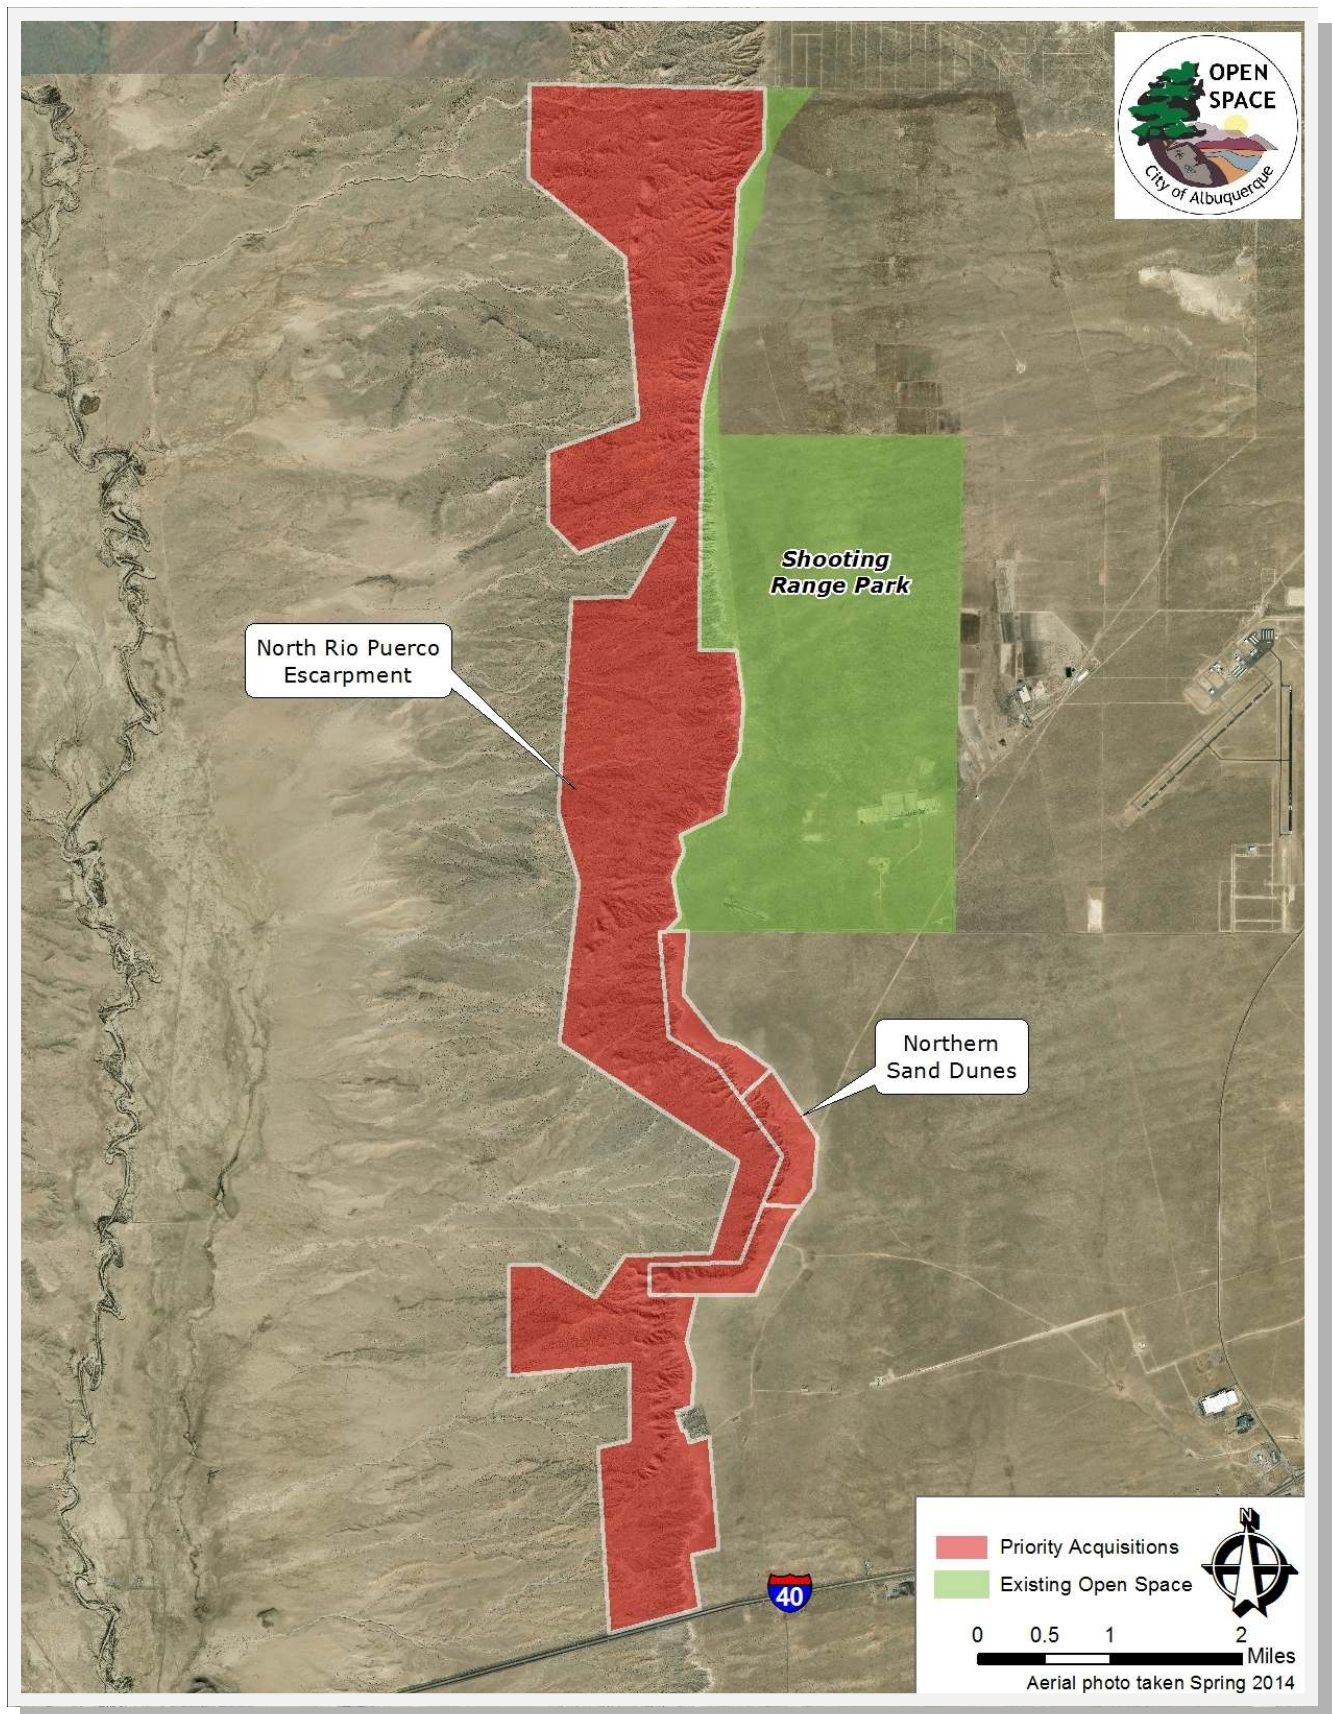 OPEN
SPACE
City of Albuquerque
Shooting
Range Park
North Rio Puerco
Escarpment
Northern
Sand Dunes
40
N
Priority Acquisitions
Existing Open Space
0 0.5 1 2
Miles
Aerial photo taken Spring 2014